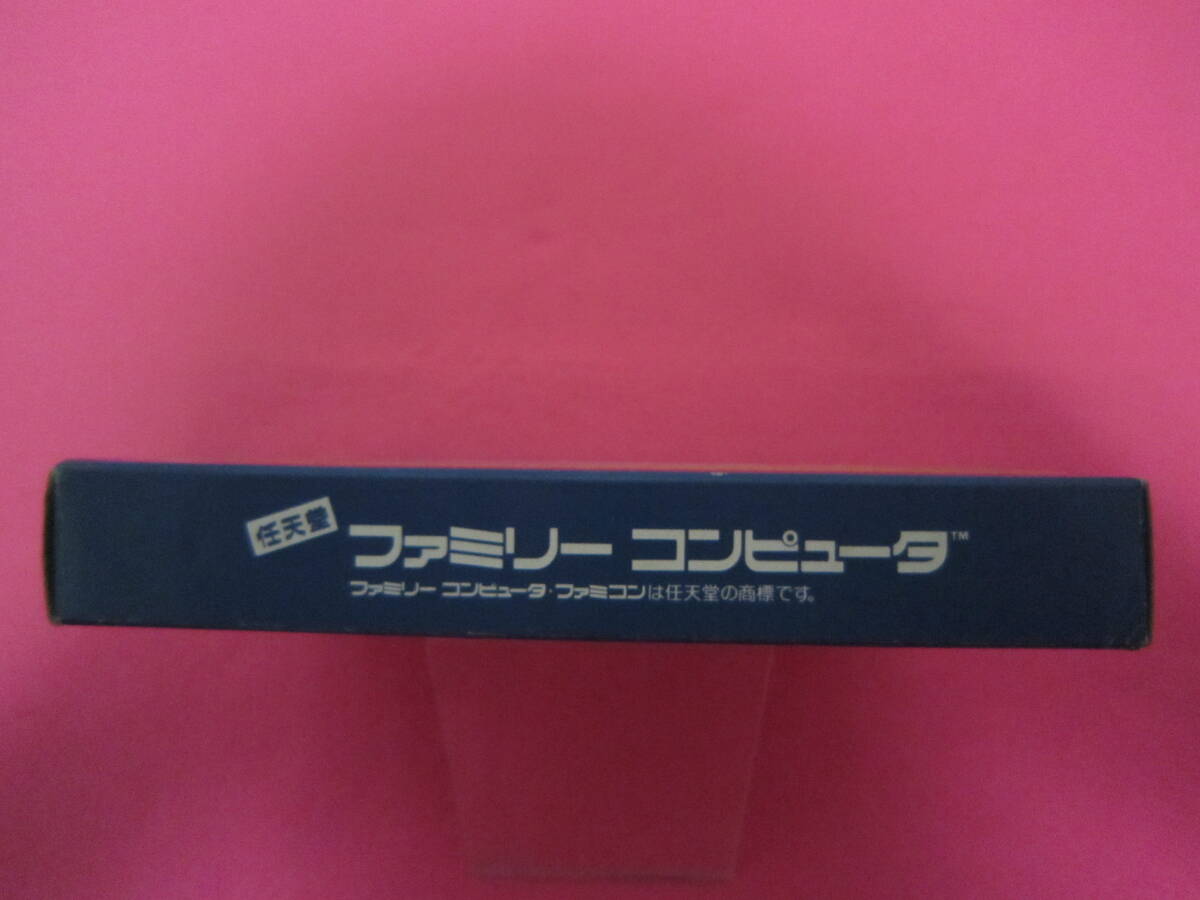 任天堂
ファミリー コンピュータ™
ファミリー コンピュータ・ファミコンは任天堂の商標です。